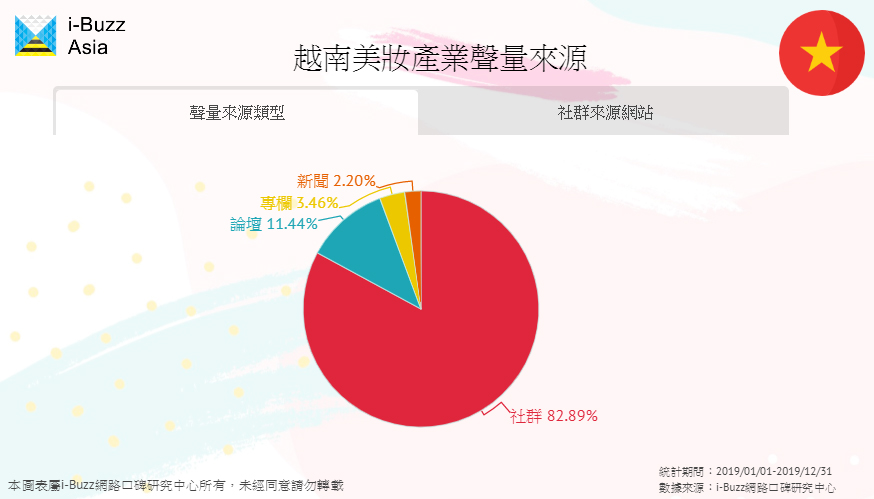 i-Buzz
Asia
越南美妝產業聲量來源
聲量來源類型
社群來源網站
新聞 2.20%
專欄 3.46%
論壇 11.44%
社群 82.89%
統計期間：2019/01/01-2019/12/31
數據來源：i-Buzz網路口碑研究中心
本圖表屬i-Buzz網路口碑研究中心所有，未經同意請勿轉載